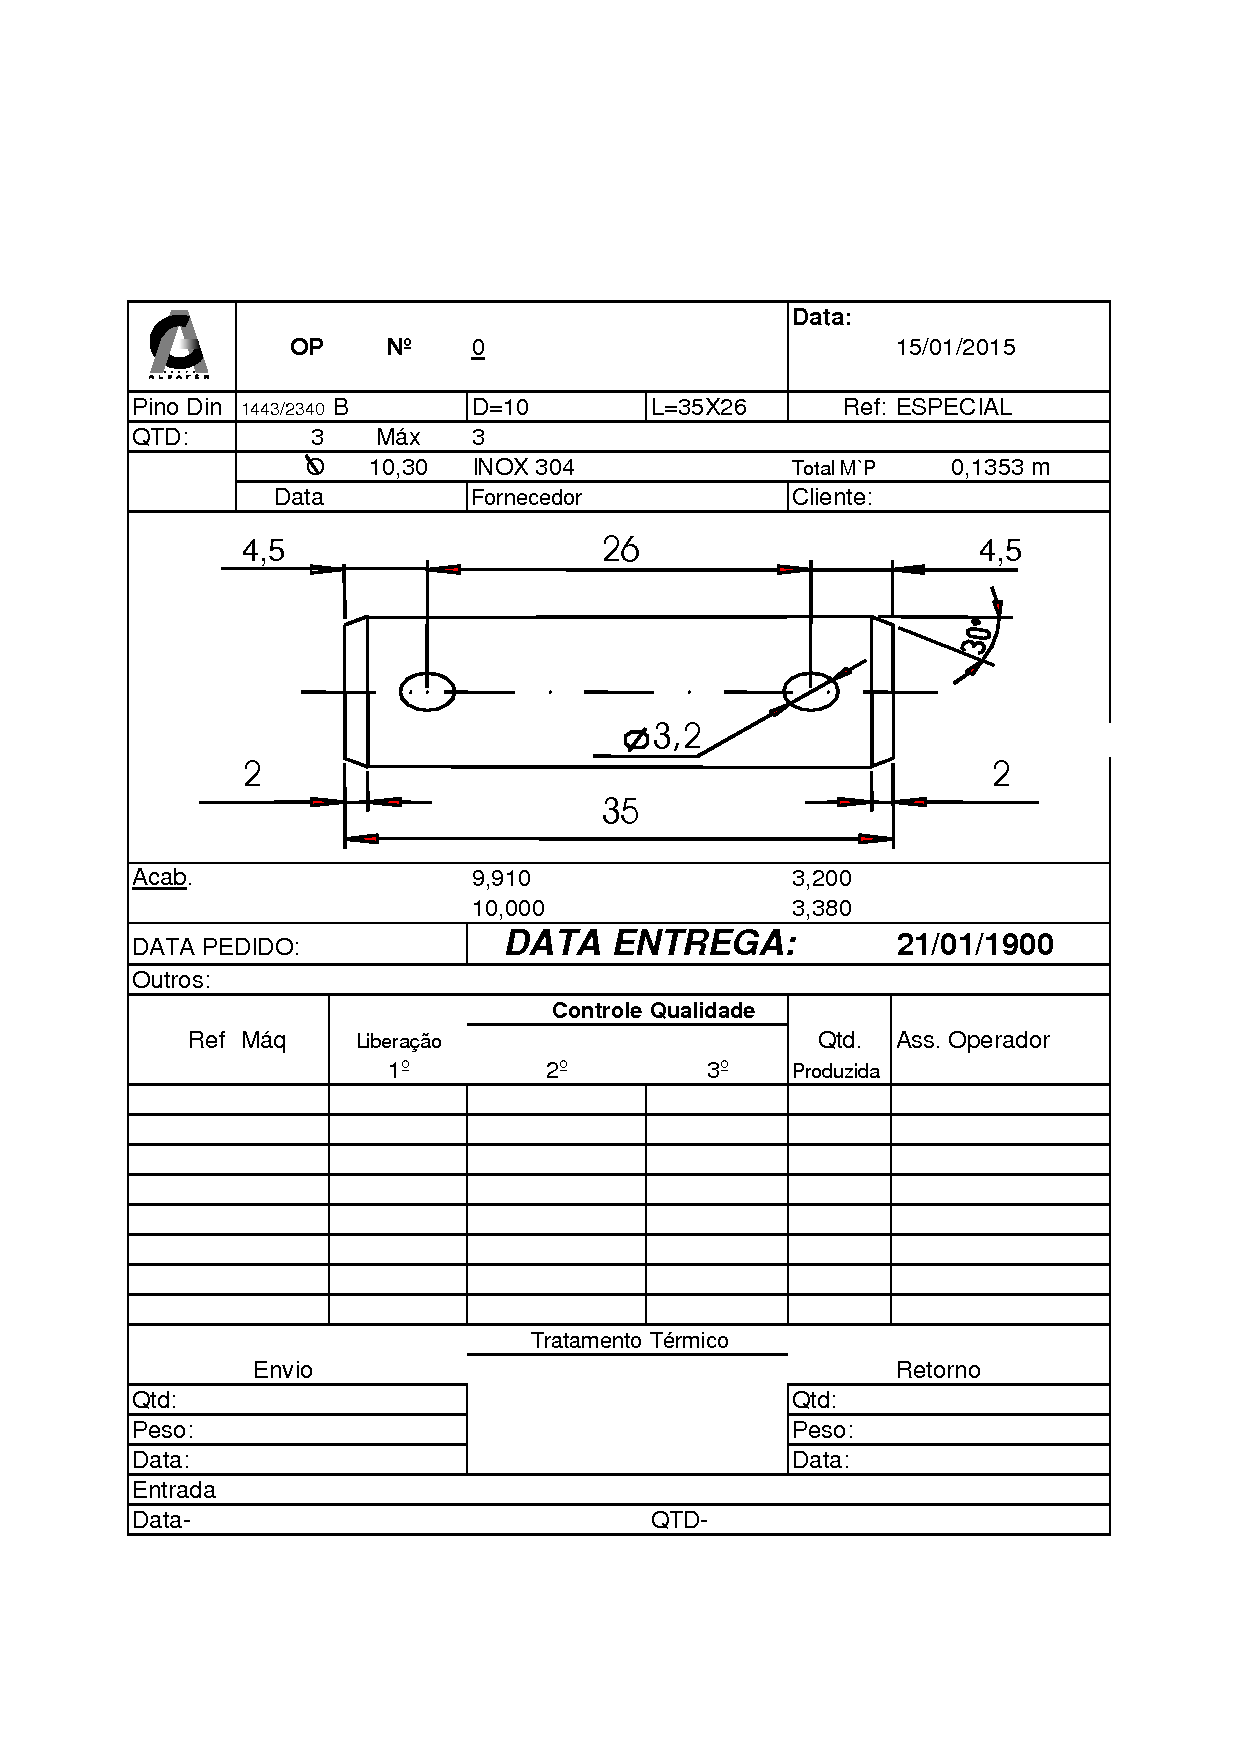 ALBAFER
Data:
OP Nº 0 15/01/2015
Pino Din 1443/2340 B D=10 L=35X26 Ref: ESPECIAL
QTD: 3 Máx 3
Ø 10,30 INOX 304 Total M`P 0,1353 m
Data Fornecedor Cliente:
4,5 26 4,5
30°
ø3,2
2 2
35
Acab. 9,910 3,200
10,000 3,380
DATA PEDIDO: DATA ENTREGA: 21/01/1900
Outros:
Controle Qualidade
Ref Máq Liberação Qtd. Ass. Operador
1º 2º 3º Produzida
Tratamento Térmico
Envio Retorno
Qtd: Qtd:
Peso: Peso:
Data: Data:
Entrada
Data- QTD-